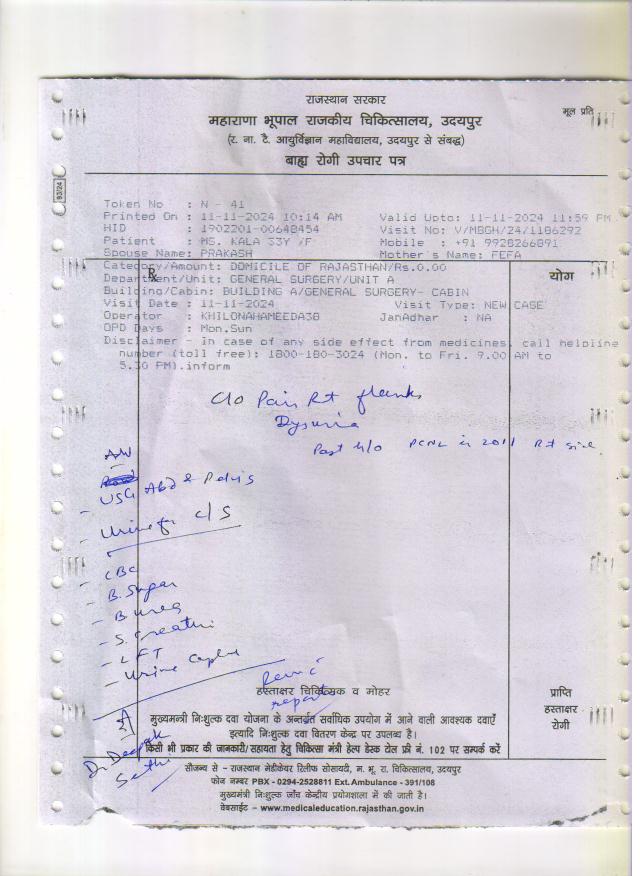 राजस्थान सरकार
मूल प्रति
महाराणा भूपाल राजकीय चिकित्सालय, उदयपुर
(र. ना. टै. आयुर्विज्ञान महाविद्यालय, उदयपुर से संबद्ध)
बाह्य रोगी उपचार पत्र
93/24
Token No : N - 41
Printed On : 11-11-2024 10:14 AM Valid Upto: 11-11-2024 11:59 PM
HID : 1902201-00648454 Visit No: V/MBGH/24/1186292
Patient : MS. KALA 33Y /F Mobile : +91 9928266891
Spouse Name: PRAKASH Mother's Name: FEFA
Category/Amount: DOMICILE OF RAJASTHAN/Rs.0.00
Rx
योग
Department/Unit: GENERAL SURGERY/UNIT A
Building/Cabin: BUILDING A/GENERAL SURGERY- CABIN
Visit Date : 11-11-2024 Visit Type: NEW CASE
Operator : KHILONAHAMEEDA38 JanAdhar : NA
OPD Days : Mon.Sun
Disclaimer - In case of any side effect from medicines, call helpline
number (toll free): 1800-180-3024 (Mon. to Fri. 9.00 AM to
5.30 PM).inform
C/o Pain Rt flanks
Dysuria
Past h/o PCNL in 2011 Rt side
Adv
- USG Abd & Pelvis
- Urine for C/S
- CBC
- B. Sugar
- B urea
- S. Creatini
- LFT
- Urine Complete
Rev c̄
report
हस्ताक्षर चिकित्सक व मोहर
प्राप्ति
हस्ताक्षर
रोगी
मुख्यमन्त्री निःशुल्क दवा योजना के अन्तर्गत सर्वाधिक उपयोग में आने वाली आवश्यक दवाएँ
इत्यादि निःशुल्क दवा वितरण केन्द्र पर उपलब्ध है।
किसी भी प्रकार की जानकारी/सहायता हेतु चिकित्सा मंत्री हेल्प डेस्क टोल फ्री नं. 102 पर सम्पर्क करें
Dr Deepak
Sethi
सौजन्य से - राजस्थान मेडीकेयर रिलीफ सोसायटी, म. भू. रा. चिकित्सालय, उदयपुर
फोन नम्बर PBX - 0294-2528811 Ext. Ambulance - 391/108
मुख्यमंत्री निःशुल्क जाँच केन्द्रीय प्रयोगशाला में की जाती है।
वेबसाईट – www.medicaleducation.rajasthan.gov.in